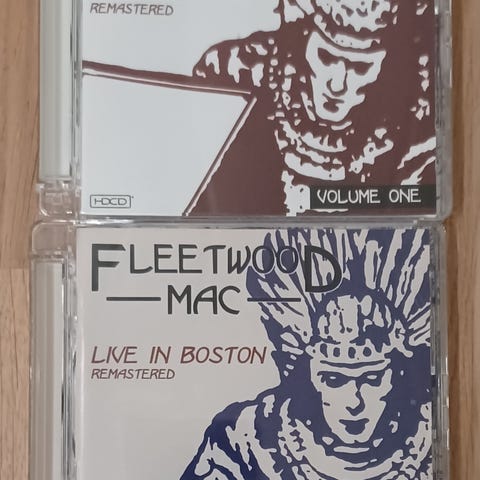 REMASTERED
HDCD
VOLUME ONE
FLEETWOOD
MAC
LIVE IN BOSTON
REMASTERED